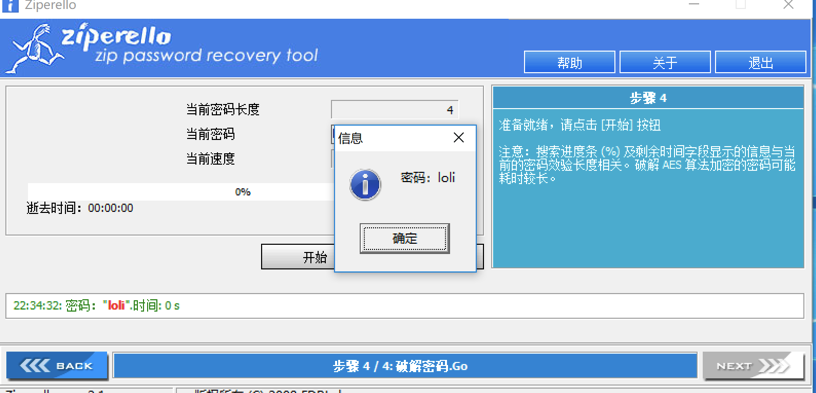 Ziperello
ziperello
zip password recovery tool
帮助
关于
退出
当前密码长度
4
当前密码
当前速度
0%
逝去时间：00:00:00
开始
信息
密码：loli
确定
步骤 4
准备就绪，请点击 [开始] 按钮
注意：搜索进度条 (%) 及剩余时间字段显示的信息与当
前的密码效验长度相关。破解 AES 算法加密的密码可能
耗时较长。
22:34:32: 密码："loli".时间: 0 s
BACK
步骤 4 / 4: 破解密码.Go
NEXT